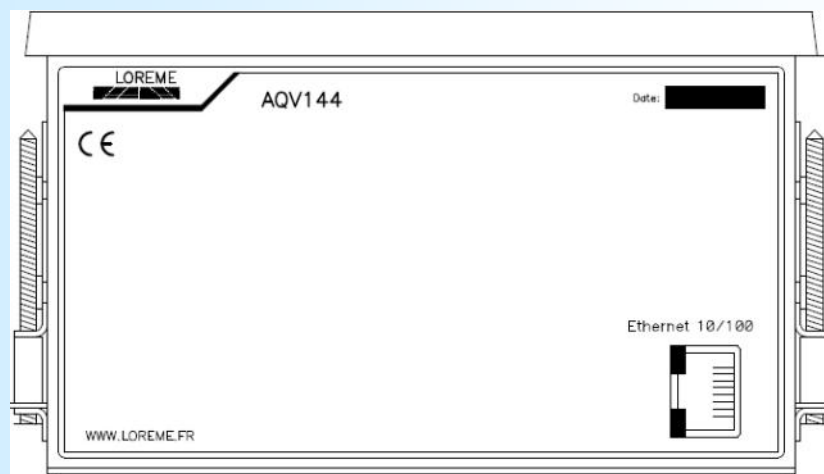 LOREME
AQV144
Date:
CE
Ethernet 10/100
WWW.LOREME.FR